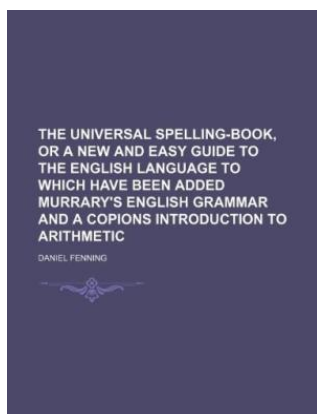 THE UNIVERSAL SPELLING-BOOK,
OR A NEW AND EASY GUIDE TO
THE ENGLISH LANGUAGE TO
WHICH HAVE BEEN ADDED
MURRARY'S ENGLISH GRAMMAR
AND A COPIONS INTRODUCTION TO
ARITHMETIC
DANIEL FENNING